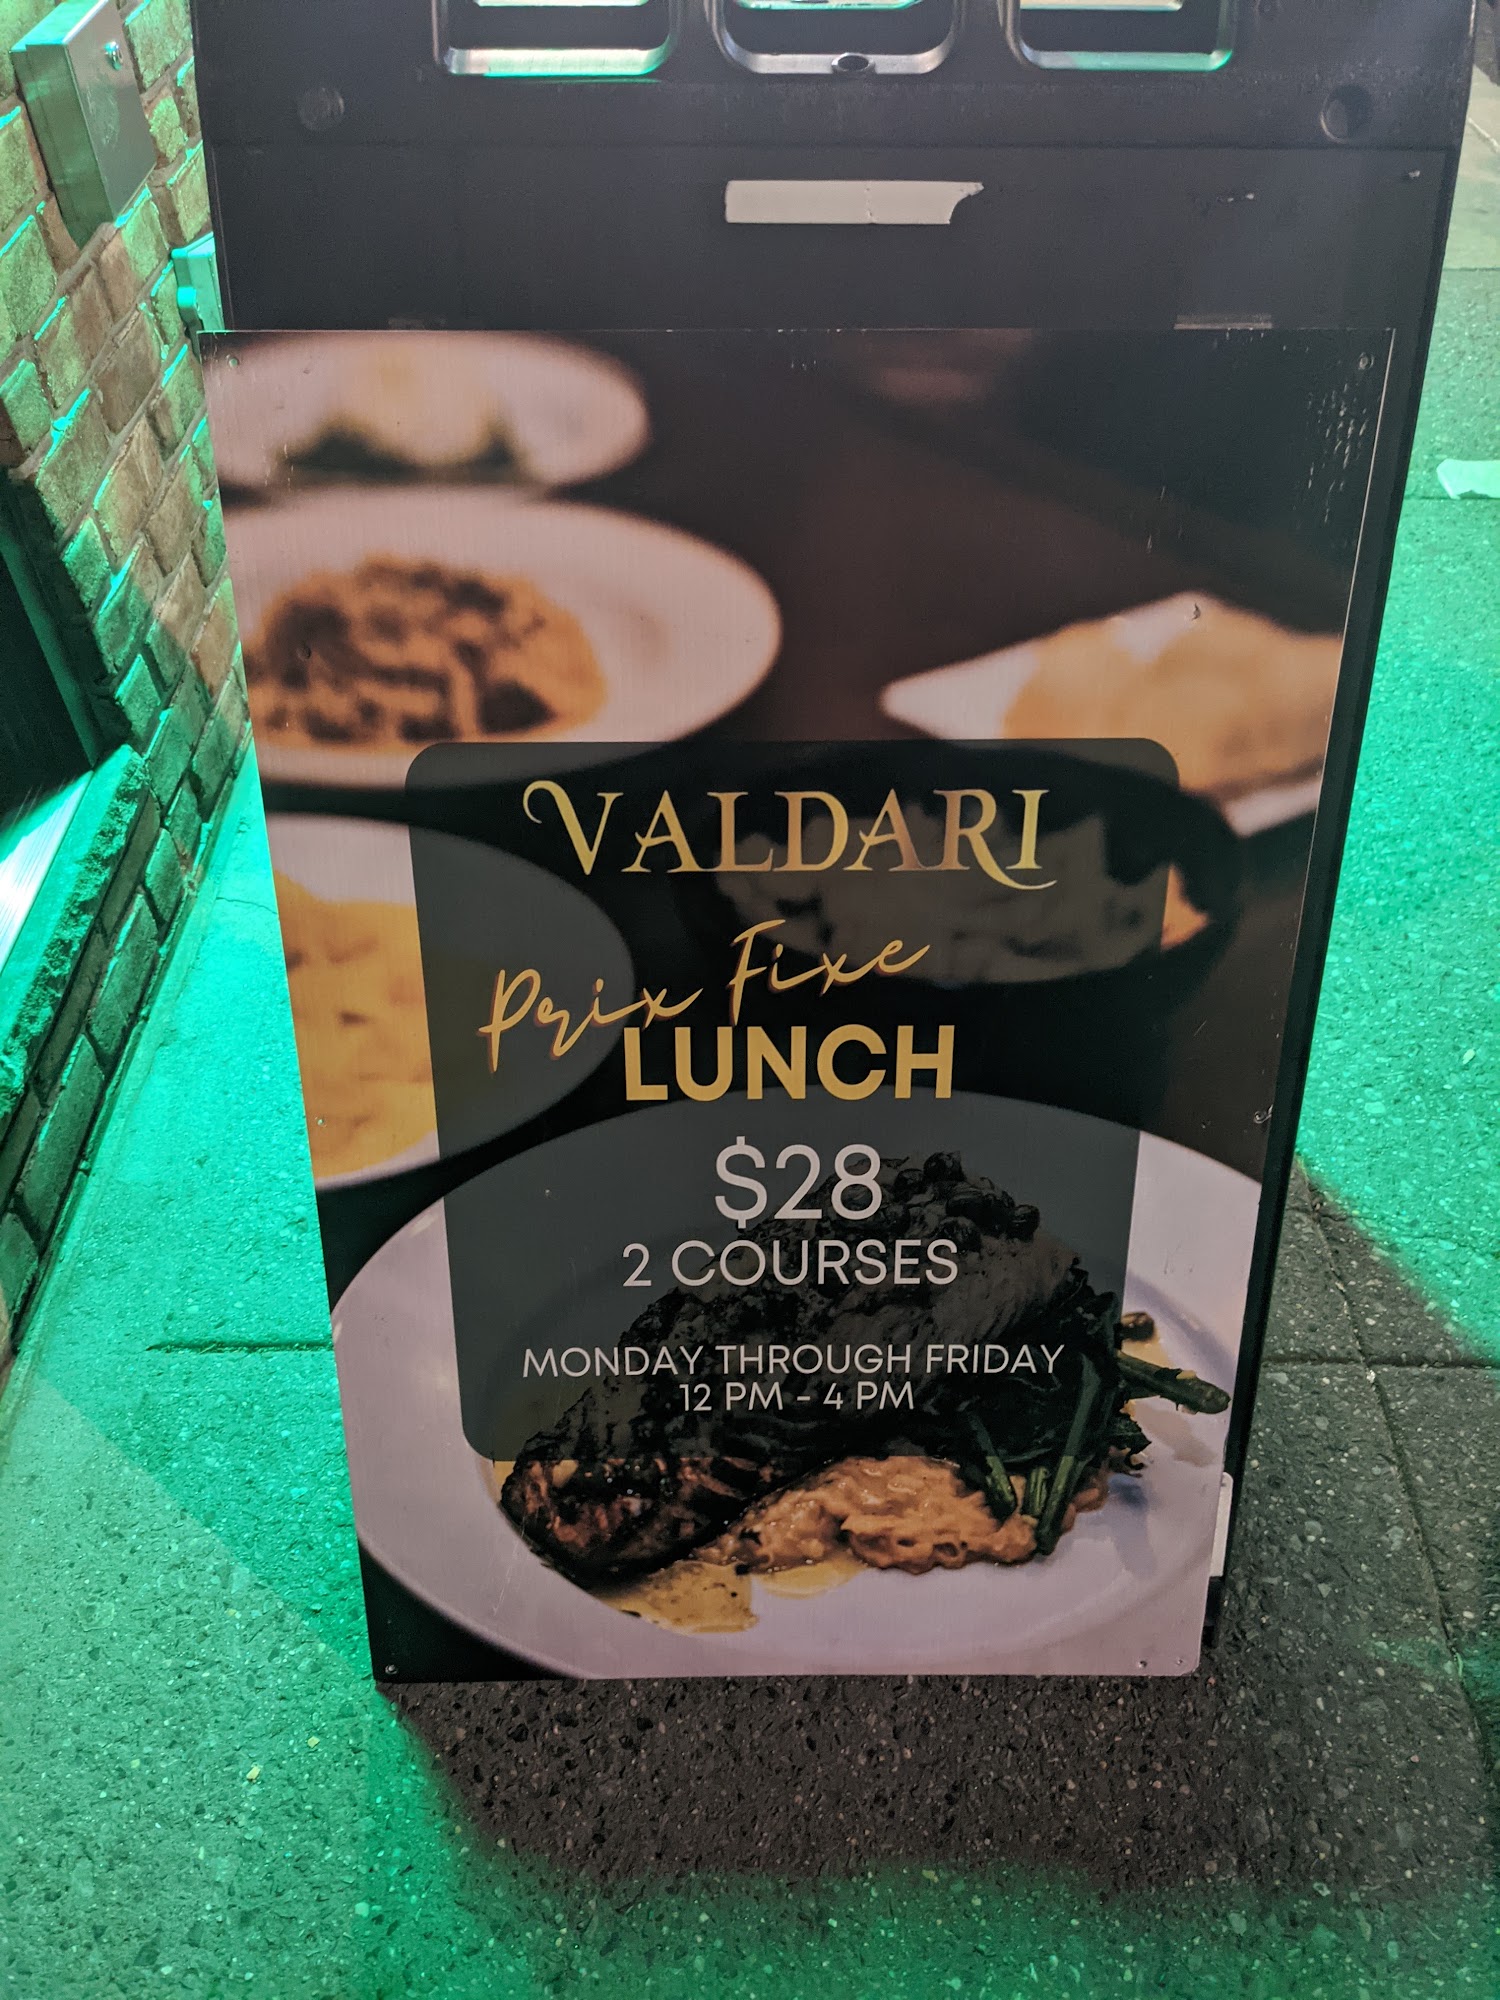 VALDARI
Prix Fixe
LUNCH
$28
2 COURSES
MONDAY THROUGH FRIDAY
12 PM - 4 PM